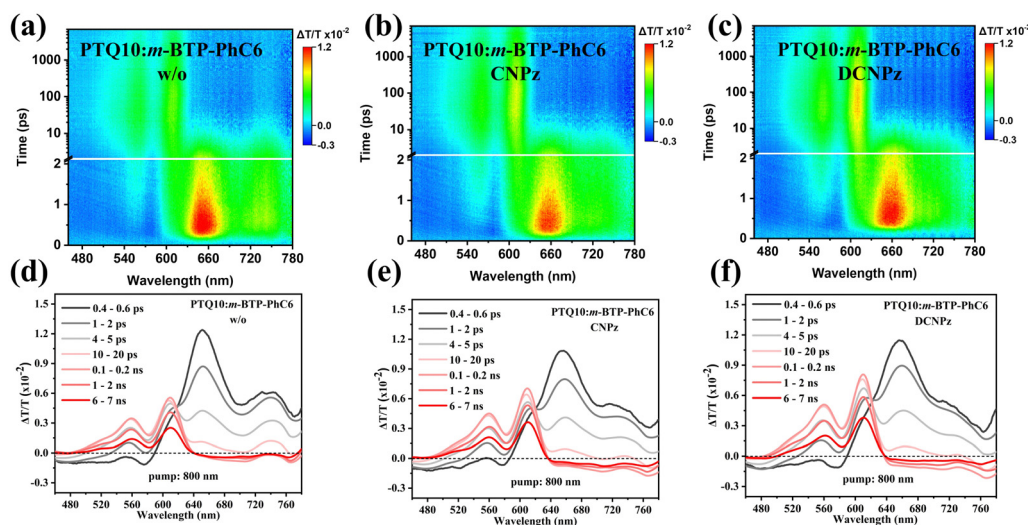 (a)
PTQ10:m-BTP-PhC6
w/o
ΔT/T x10-2
1.2
0.0
-0.3
1000
100
10
2
1
0
Time (ps)
480 540 600 660 720 780
Wavelength (nm)
(b)
PTQ10:m-BTP-PhC6
CNPz
ΔT/T x10-2
1.2
0.0
-0.3
1000
100
10
2
1
0
Time (ps)
480 540 600 660 720 780
Wavelength (nm)
(c)
PTQ10:m-BTP-PhC6
DCNPz
ΔT/T x10-2
1.2
0.0
-0.3
1000
100
10
2
1
0
Time (ps)
480 540 600 660 720 780
Wavelength (nm)
(d)
PTQ10:m-BTP-PhC6
w/o
0.4 - 0.6 ps
1 - 2 ps
4 - 5 ps
10 - 20 ps
0.1 - 0.2 ns
1 - 2 ns
6 - 7 ns
1.5
1.2
0.9
0.6
0.3
0.0
-0.3
ΔT/T (x10-2)
pump: 800 nm
480 520 560 600 640 680 720 760
Wavelength (nm)
(e)
PTQ10:m-BTP-PhC6
CNPz
0.4 - 0.6 ps
1 - 2 ps
4 - 5 ps
10 - 20 ps
0.1 - 0.2 ns
1 - 2 ns
6 - 7 ns
1.5
1.2
0.9
0.6
0.3
0.0
-0.3
ΔT/T (x10-2)
pump: 800 nm
480 520 560 600 640 680 720 760
Wavelength (nm)
(f)
PTQ10:m-BTP-PhC6
DCNPz
0.4 - 0.6 ps
1 - 2 ps
4 - 5 ps
10 - 20 ps
0.1 - 0.2 ns
1 - 2 ns
6 - 7 ns
1.5
1.2
0.9
0.6
0.3
0.0
-0.3
ΔT/T (x10-2)
pump: 800 nm
480 520 560 600 640 680 720 760
Wavelength (nm)